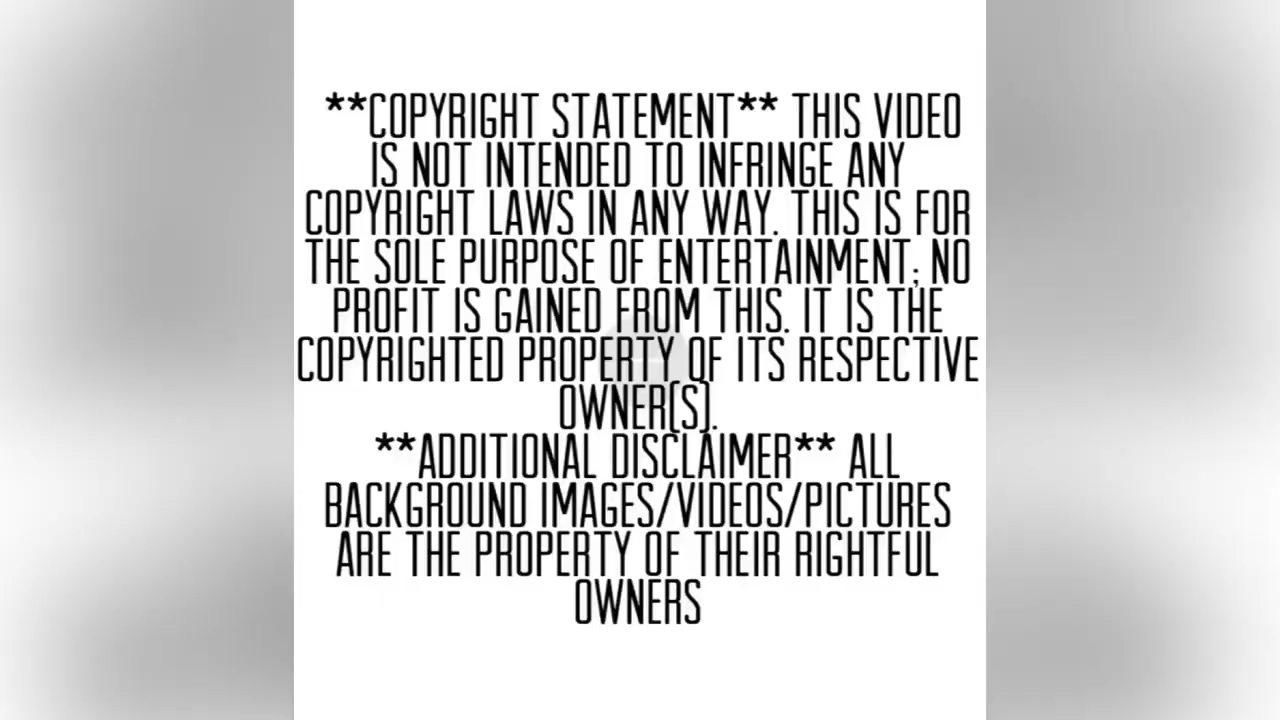 **COPYRIGHT STATEMENT** THIS VIDEO
IS NOT INTENDED TO INFRINGE ANY
COPYRIGHT LAWS IN ANY WAY. THIS IS FOR
THE SOLE PURPOSE OF ENTERTAINMENT; NO
PROFIT IS GAINED FROM THIS. IT IS THE
COPYRIGHTED PROPERTY OF ITS RESPECTIVE
OWNER(S).
**ADDITIONAL DISCLAIMER** ALL
BACKGROUND IMAGES/VIDEOS/PICTURES
ARE THE PROPERTY OF THEIR RIGHTFUL
OWNERS